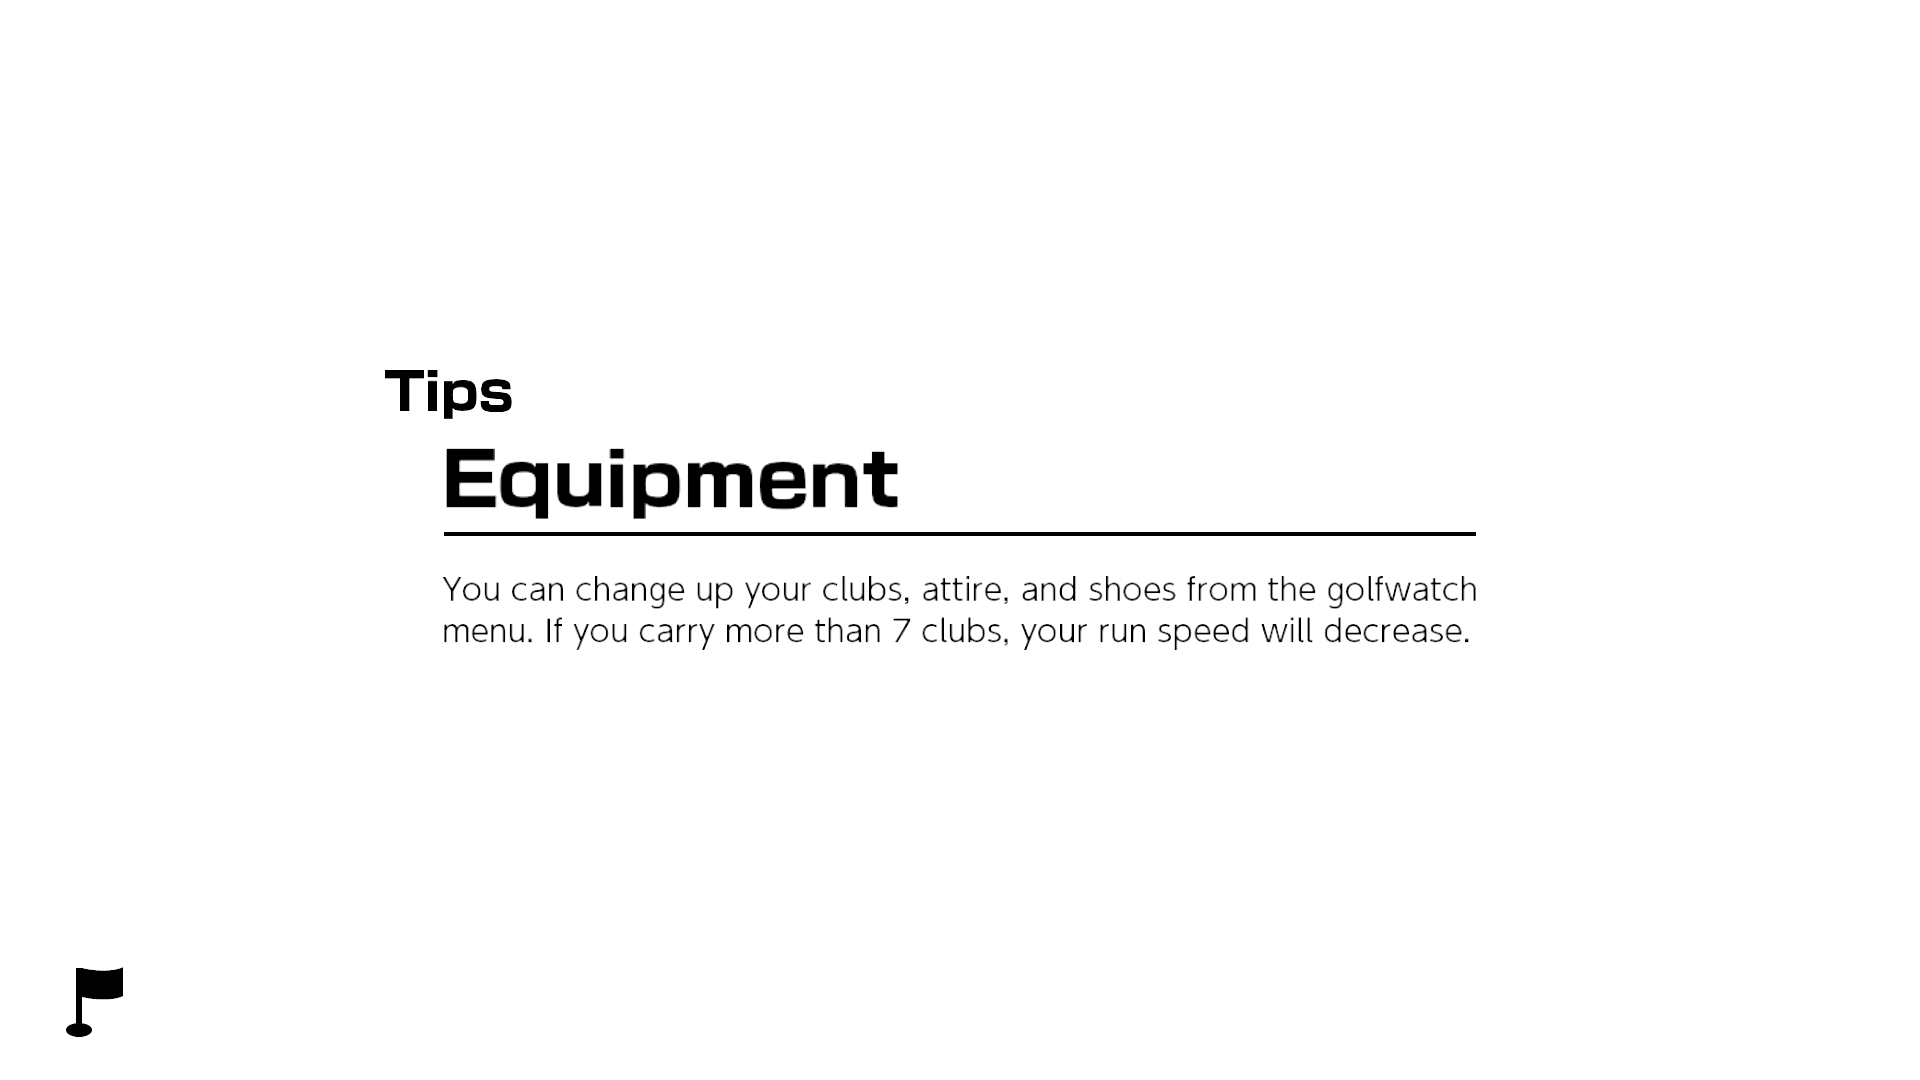 Tips
Equipment
You can change up your clubs, attire, and shoes from the golfwatch
menu. If you carry more than 7 clubs, your run speed will decrease.